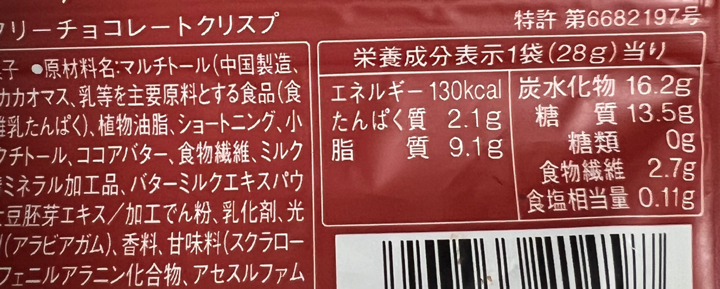 フリーチョコレートクリスプ
特許 第6682197号
子 ●原材料名:マルチトール(中国製造、
カカオマス、乳等を主要原料とする食品(食
乳たんぱく)、植物油脂、ショートニング、小
クチトール、ココアバター、食物繊維、ミルク
ミネラル加工品、バターミルクエキスパウ
豆胚芽エキス/加工でん粉、乳化剤、光
(アラビアガム)、香料、甘味料(スクラロー
フェニルアラニン化合物、アセスルファム
栄養成分表示1袋(28g)当り
エネルギー 130kcal
たんぱく質 2.1g
脂 質 9.1g
炭水化物 16.2g
糖 質 13.5g
糖類 0g
食物繊維 2.7g
食塩相当量 0.11g